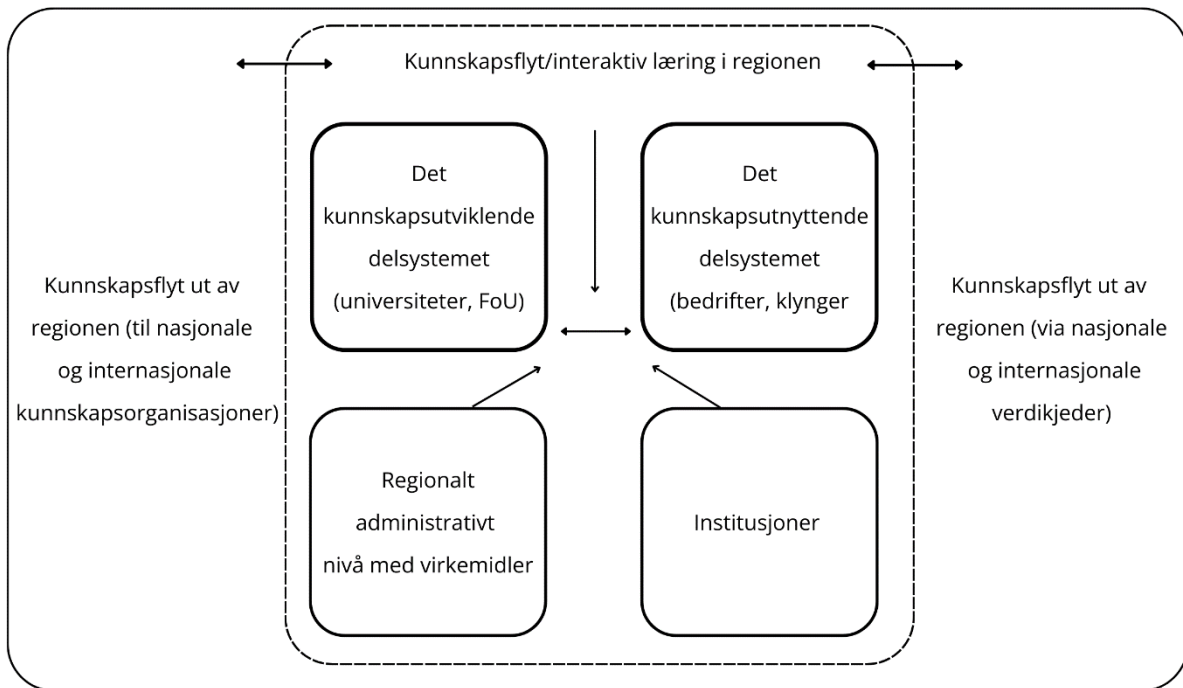 Kunnskapsflyt/interaktiv læring i regionen
Det
kunnskapsutviklende
delsystemet
(universiteter, FoU)
Det
kunnskapsutnyttende
delsystemet
(bedrifter, klynger
Kunnskapsflyt ut av
regionen (til nasjonale
og internasjonale
kunnskapsorganisasjoner)
Kunnskapsflyt ut av
regionen (via nasjonale
og internasjonale
verdikjeder)
Regionalt
administrativt
nivå med virkemidler
Institusjoner